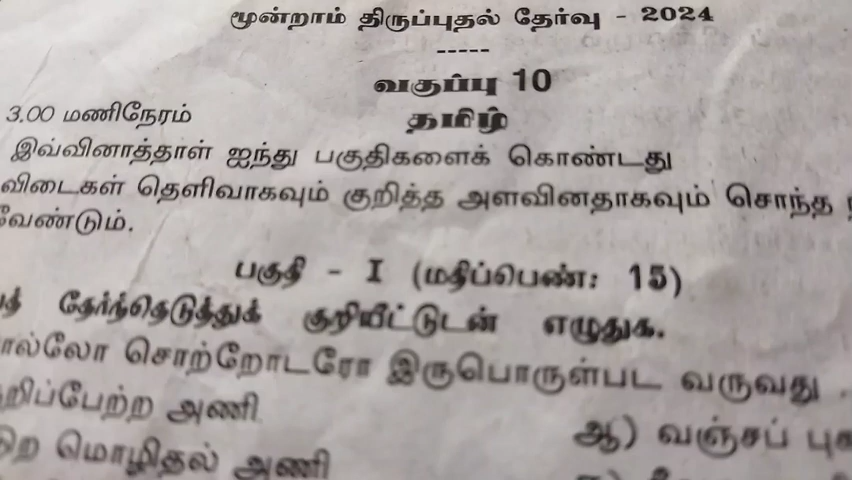 மூன்றாம் திருப்புதல் தேர்வு - 2024
-----
வகுப்பு 10
3.00 மணிநேரம்
தமிழ்
இவ்வினாத்தாள் ஐந்து பகுதிகளைக் கொண்டது
விடைகள் தெளிவாகவும் குறித்த அளவினதாகவும் சொந்த
வேண்டும்.
பகுதி - I (மதிப்பெண்: 15)
தேர்ந்தெடுத்துக் குறியீட்டுடன் எழுதுக.
சொற்றோடரோ இருபொருள்பட வருவது
அணி
ஆ) வஞ்சப்
மொழிதல் அணி